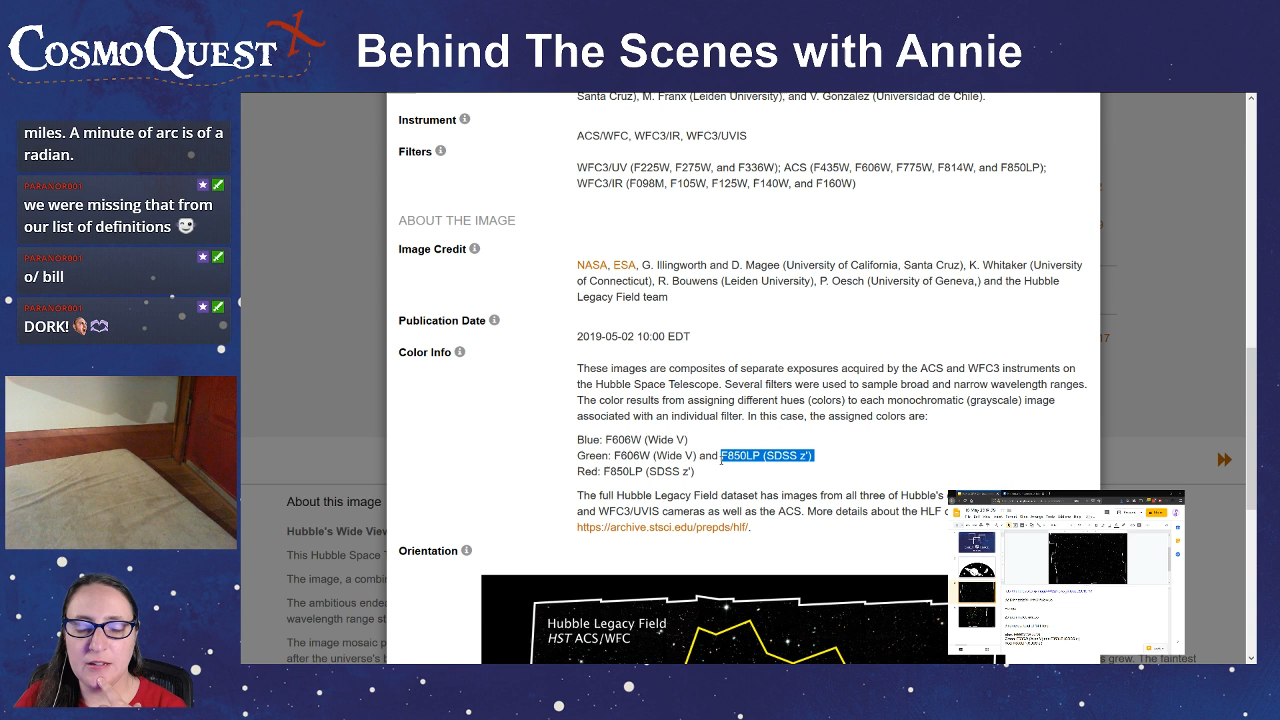 COSMOQUEST X
Behind The Scenes with Annie
miles. A minute of arc is of a
radian.
PARANOR001
we were missing that from
our list of definitions
PARANOR001
o/ bill
PARANOR001
DORK!
Santa Cruz), M. Franx (Leiden University), and V. Gonzalez (Universidad de Chile).
Instrument
ACS/WFC, WFC3/IR, WFC3/UVIS
Filters
WFC3/UV (F225W, F275W, and F336W); ACS (F435W, F606W, F775W, F814W, and F850LP);
WFC3/IR (F098M, F105W, F125W, F140W, and F160W)
ABOUT THE IMAGE
Image Credit
NASA, ESA, G. Illingworth and D. Magee (University of California, Santa Cruz), K. Whitaker (University
of Connecticut), R. Bouwens (Leiden University), P. Oesch (University of Geneva,) and the Hubble
Legacy Field team
Publication Date
2019-05-02 10:00 EDT
Color Info
These images are composites of separate exposures acquired by the ACS and WFC3 instruments on
the Hubble Space Telescope. Several filters were used to sample broad and narrow wavelength ranges.
The color results from assigning different hues (colors) to each monochromatic (grayscale) image
associated with an individual filter. In this case, the assigned colors are:
Blue: F606W (Wide V)
Green: F606W (Wide V) and F850LP (SDSS z')
Red: F850LP (SDSS z')
The full Hubble Legacy Field dataset has images from all three of Hubble's
and WFC3/UVIS cameras as well as the ACS. More details about the HLF
https://archive.stsci.edu/prepds/hlf/.
Orientation
Hubble Legacy Field
HST ACS/WFC
17
About this image
Hubble's Wide View
This Hubble Space T
The image, a combin
The ambitious endea
wavelength range st
The image mosaic p
after the universe's b
grew. The faintest